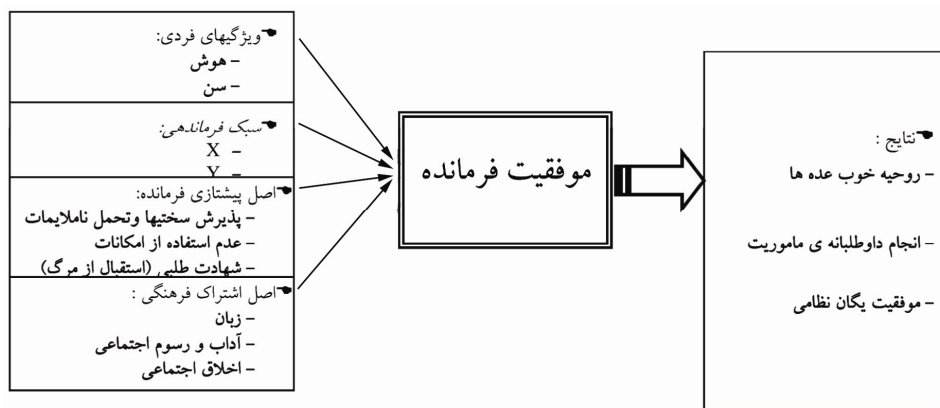 ☚ویژگیهای فردی:
- هوش
- سن
☚سبک فرماندهی:
- X
- Y
☚اصل پیشتازی فرمانده:
- پذیرش سختیها وتحمل ناملایمات
- عدم استفاده از امکانات
- شهادت طلبی (استقبال از مرگ)
☚اصل اشتراک فرهنگی :
- زبان
- آداب و رسوم اجتماعی
- اخلاق اجتماعی
موفقیت فرمانده
☚نتایج :
- روحیه خوب عده ها
- انجام داوطلبانه ی ماموریت
- موفقیت یگان نظامی